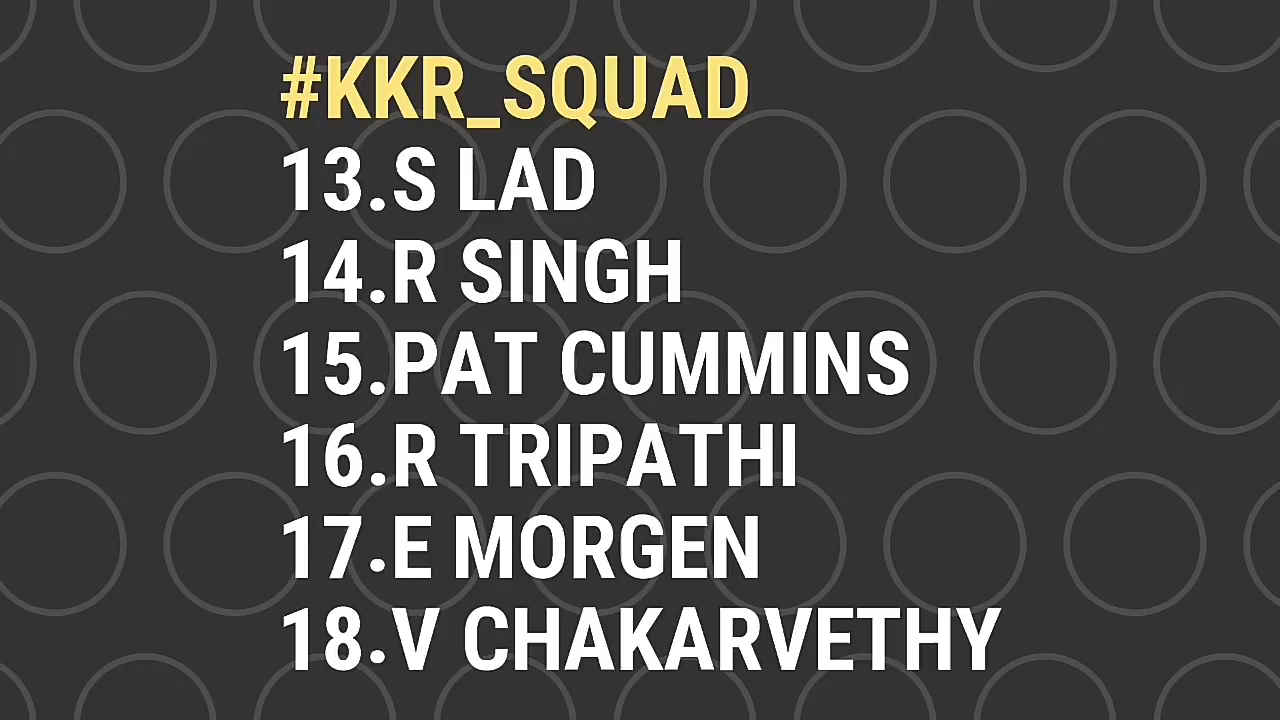 #KKR_SQUAD
13.S LAD
14.R SINGH
15.PAT CUMMINS
16.R TRIPATHI
17.E MORGEN
18.V CHAKARVETHY